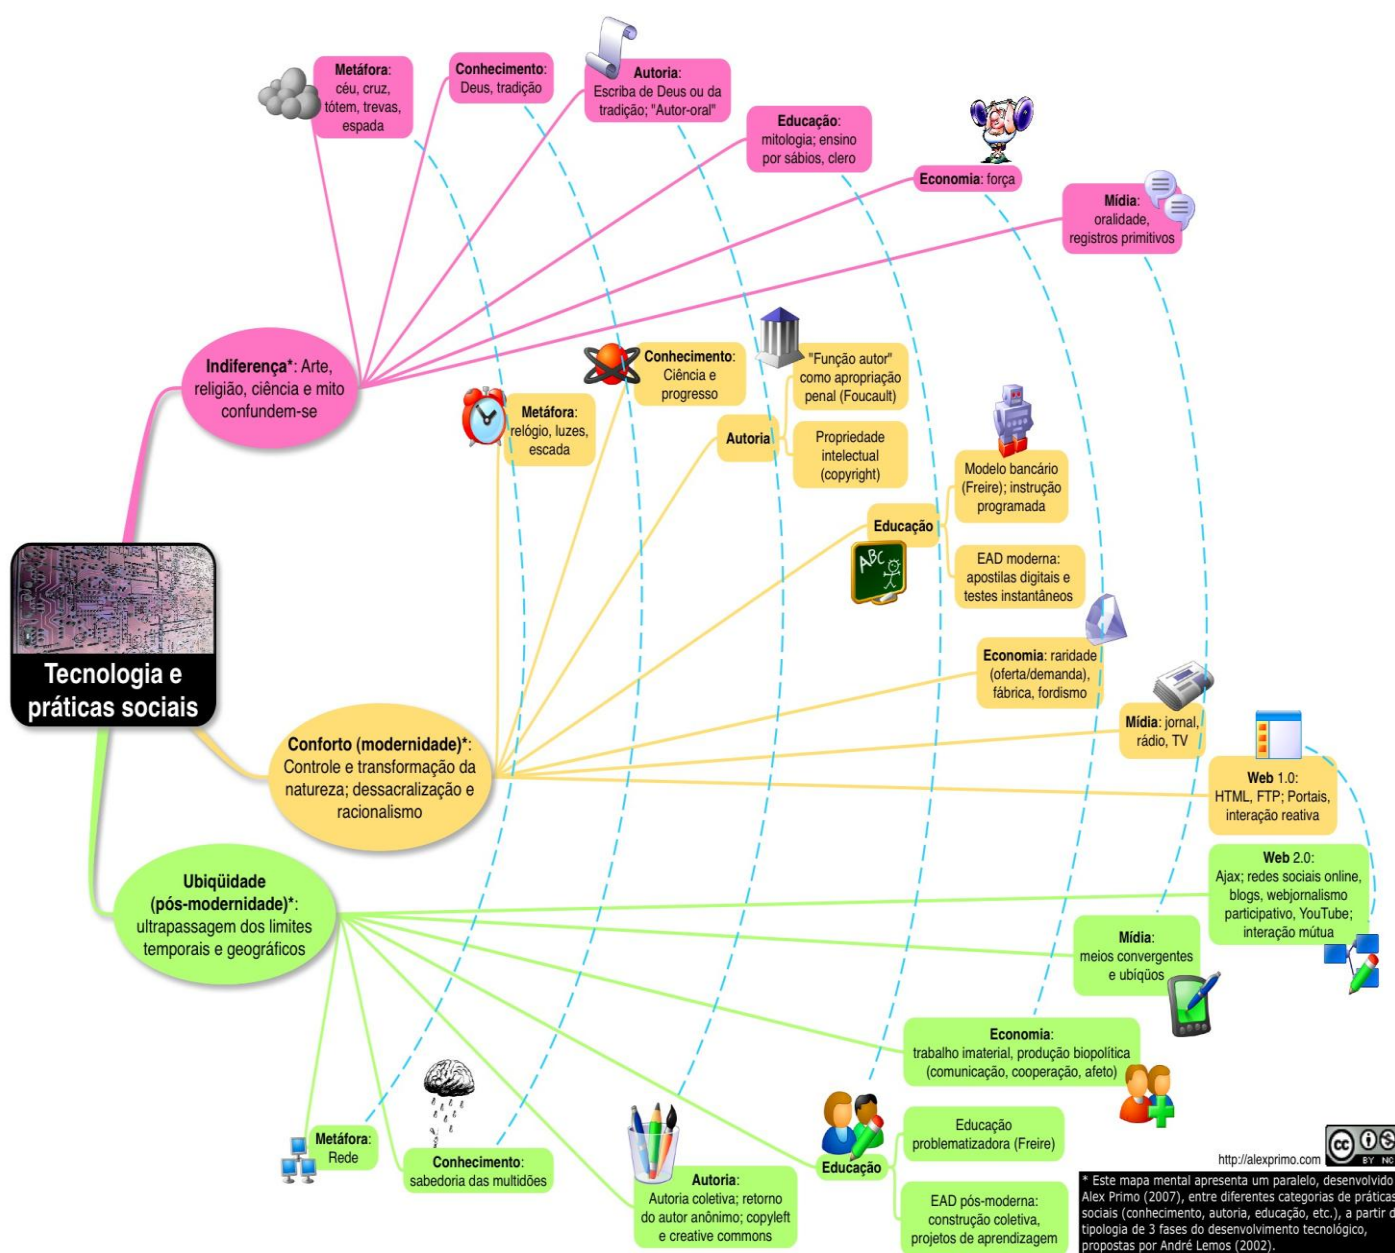 Metáfora:
céu, cruz,
tótem, trevas,
espada
Conhecimento:
Deus, tradição
Autoria:
Escriba de Deus ou da
tradição; "Autor-oral"
Educação:
mitologia; ensino
por sábios, clero
Economia: força
Mídia:
oralidade,
registros primitivos
Indiferença*: Arte,
religião, ciência e mito
confundem-se
Metáfora:
relógio, luzes,
escada
Conhecimento:
Ciência e
progresso
Autoria
"Função autor"
como apropriação
penal (Foucault)
Propriedade
intelectual
(copyright)
Educação
ABC
Modelo bancário
(Freire); instrução
programada
EAD moderna:
apostilas digitais e
testes instantâneos
Economia: raridade
(oferta/demanda),
fábrica, fordismo
Mídia: jornal,
rádio, TV
Web 1.0:
HTML, FTP; Portais,
interação reativa
Tecnologia e
práticas sociais
Conforto (modernidade)*:
Controle e transformação da
natureza; dessacralização e
racionalismo
Ubiqüidade
(pós-modernidade)*:
ultrapassagem dos limites
temporais e geográficos
Web 2.0:
Ajax; redes sociais online,
blogs, webjornalismo
participativo, YouTube;
interação mútua
Mídia:
meios convergentes
e ubíqüos
Economia:
trabalho imaterial, produção biopolítica
(comunicação, cooperação, afeto)
Metáfora:
Rede
Conhecimento:
sabedoria das multidões
Autoria:
Autoria coletiva; retorno
do autor anônimo; copyleft
e creative commons
Educação
Educação
problematizadora (Freire)
EAD pós-moderna:
construção coletiva,
projetos de aprendizagem
http://alexprimo.com
cc BY NC
* Este mapa mental apresenta um paralelo, desenvolvido
Alex Primo (2007), entre diferentes categorias de práticas
sociais (conhecimento, autoria, educação, etc.), a partir d
tipologia de 3 fases do desenvolvimento tecnológico,
propostas por André Lemos (2002).